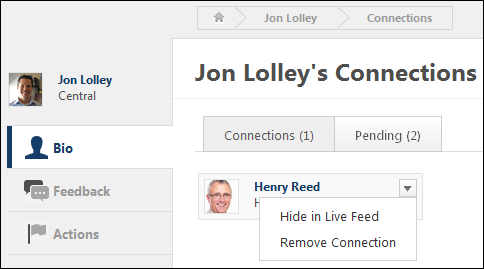 Jon Lolley
Connections
Jon Lolley
Central
Bio
Feedback
Actions
Jon Lolley's Connections
Connections (1)
Pending (2)
Henry Reed
Hide in Live Feed
Remove Connection